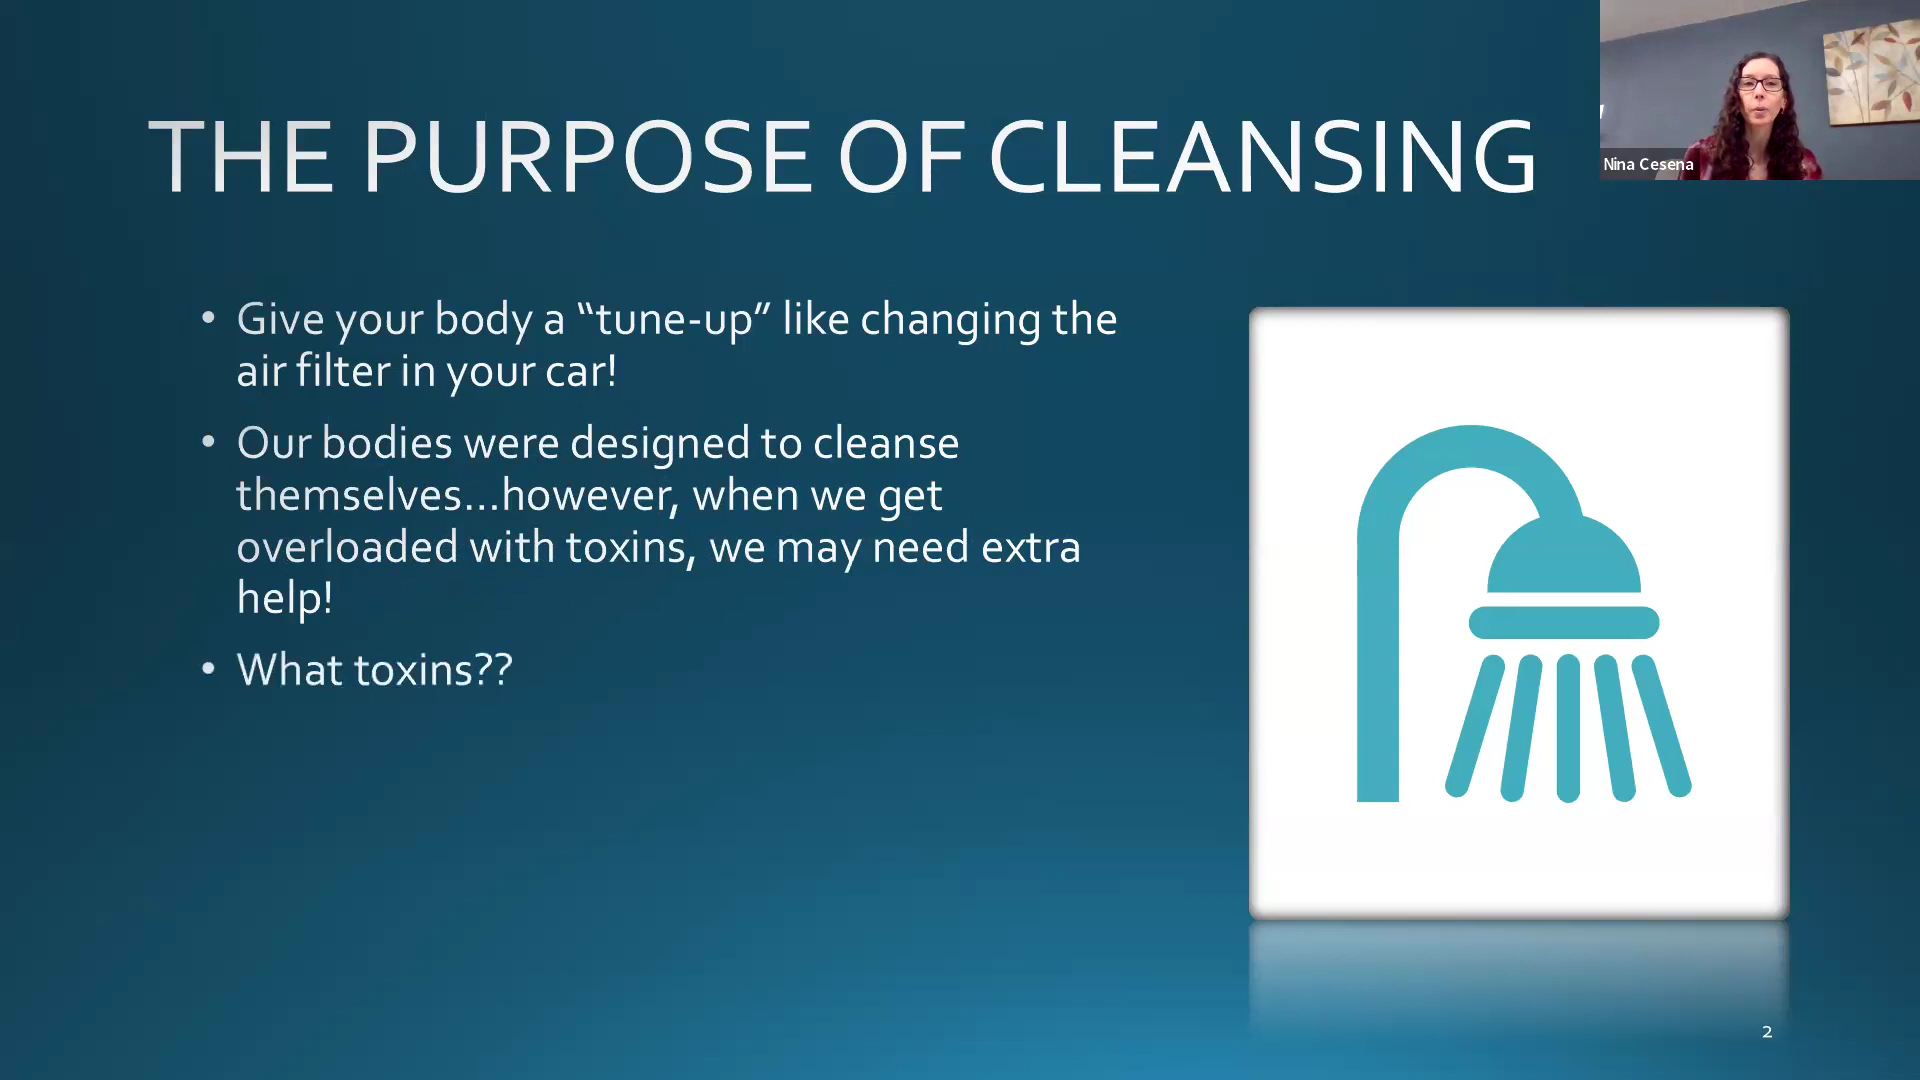 THE PURPOSE OF CLEANSING
Nina Cesena
• Give your body a “tune-up” like changing the
air filter in your car!
• Our bodies were designed to cleanse
themselves…however, when we get
overloaded with toxins, we may need extra
help!
• What toxins??
2